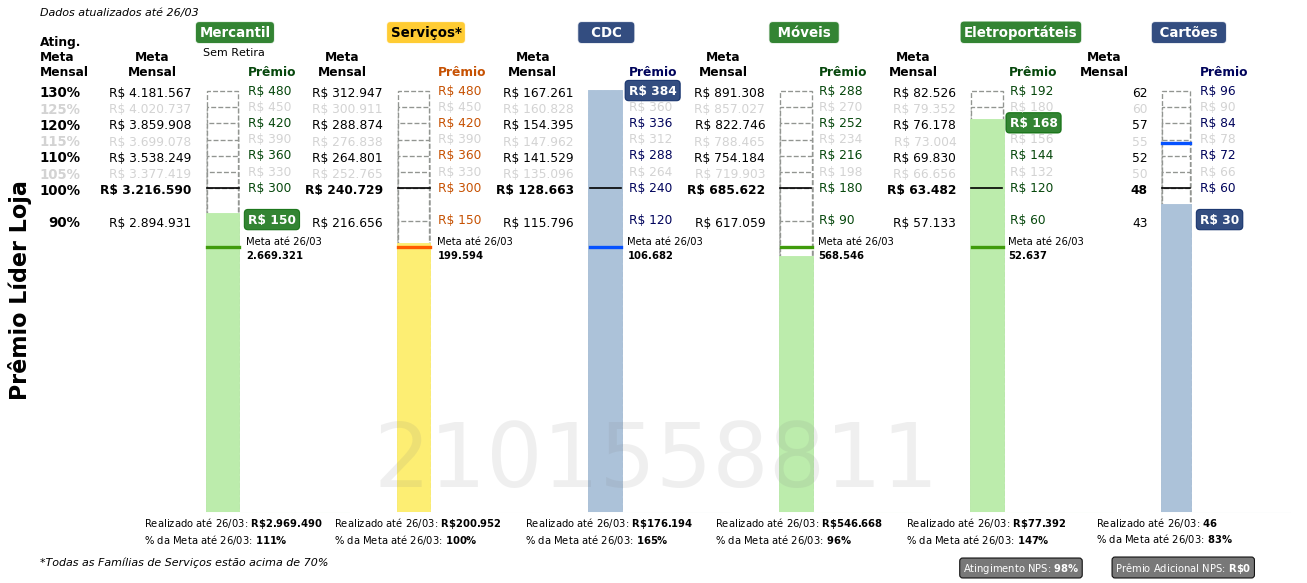 Dados atualizados até 26/03
Mercantil Serviços* CDC Móveis Eletroportáteis Cartões
Sem Retira
Ating. Meta Mensal
Meta Mensal Prêmio Meta Mensal Prêmio Meta Mensal Prêmio Meta Mensal Prêmio Meta Mensal Prêmio Meta Mensal Prêmio
130% R$ 4.181.567 R$ 480 R$ 312.947 R$ 480 R$ 167.261 R$ 384 R$ 891.308 R$ 288 R$ 82.526 R$ 192 62 R$ 96
125% R$ 4.020.737 R$ 450 R$ 300.911 R$ 450 R$ 160.828 R$ 360 R$ 857.027 R$ 270 R$ 79.352 R$ 180 60 R$ 90
120% R$ 3.859.908 R$ 420 R$ 288.874 R$ 420 R$ 154.395 R$ 336 R$ 822.746 R$ 252 R$ 76.178 R$ 168 57 R$ 84
115% R$ 3.699.078 R$ 390 R$ 276.838 R$ 390 R$ 147.962 R$ 312 R$ 788.465 R$ 234 R$ 73.004 R$ 156 55 R$ 78
110% R$ 3.538.249 R$ 360 R$ 264.801 R$ 360 R$ 141.529 R$ 288 R$ 754.184 R$ 216 R$ 69.830 R$ 144 52 R$ 72
105% R$ 3.377.419 R$ 330 R$ 252.765 R$ 330 R$ 135.096 R$ 264 R$ 719.903 R$ 198 R$ 66.656 R$ 132 50 R$ 66
100% R$ 3.216.590 R$ 300 R$ 240.729 R$ 300 R$ 128.663 R$ 240 R$ 685.622 R$ 180 R$ 63.482 R$ 120 48 R$ 60
90% R$ 2.894.931 R$ 150 R$ 216.656 R$ 150 R$ 115.796 R$ 120 R$ 617.059 R$ 90 R$ 57.133 R$ 60 43 R$ 30
Meta até 26/03 Meta até 26/03 Meta até 26/03 Meta até 26/03 Meta até 26/03
2.669.321 199.594 106.682 568.546 52.637
Prêmio Líder Loja
2101558811
Realizado até 26/03: R$2.969.490 Realizado até 26/03: R$200.952 Realizado até 26/03: R$176.194 Realizado até 26/03: R$546.668 Realizado até 26/03: R$77.392 Realizado até 26/03: 46
% da Meta até 26/03: 111% % da Meta até 26/03: 100% % da Meta até 26/03: 165% % da Meta até 26/03: 96% % da Meta até 26/03: 147% % da Meta até 26/03: 83%
*Todas as Famílias de Serviços estão acima de 70%
Atingimento NPS: 98% Prêmio Adicional NPS: R$0